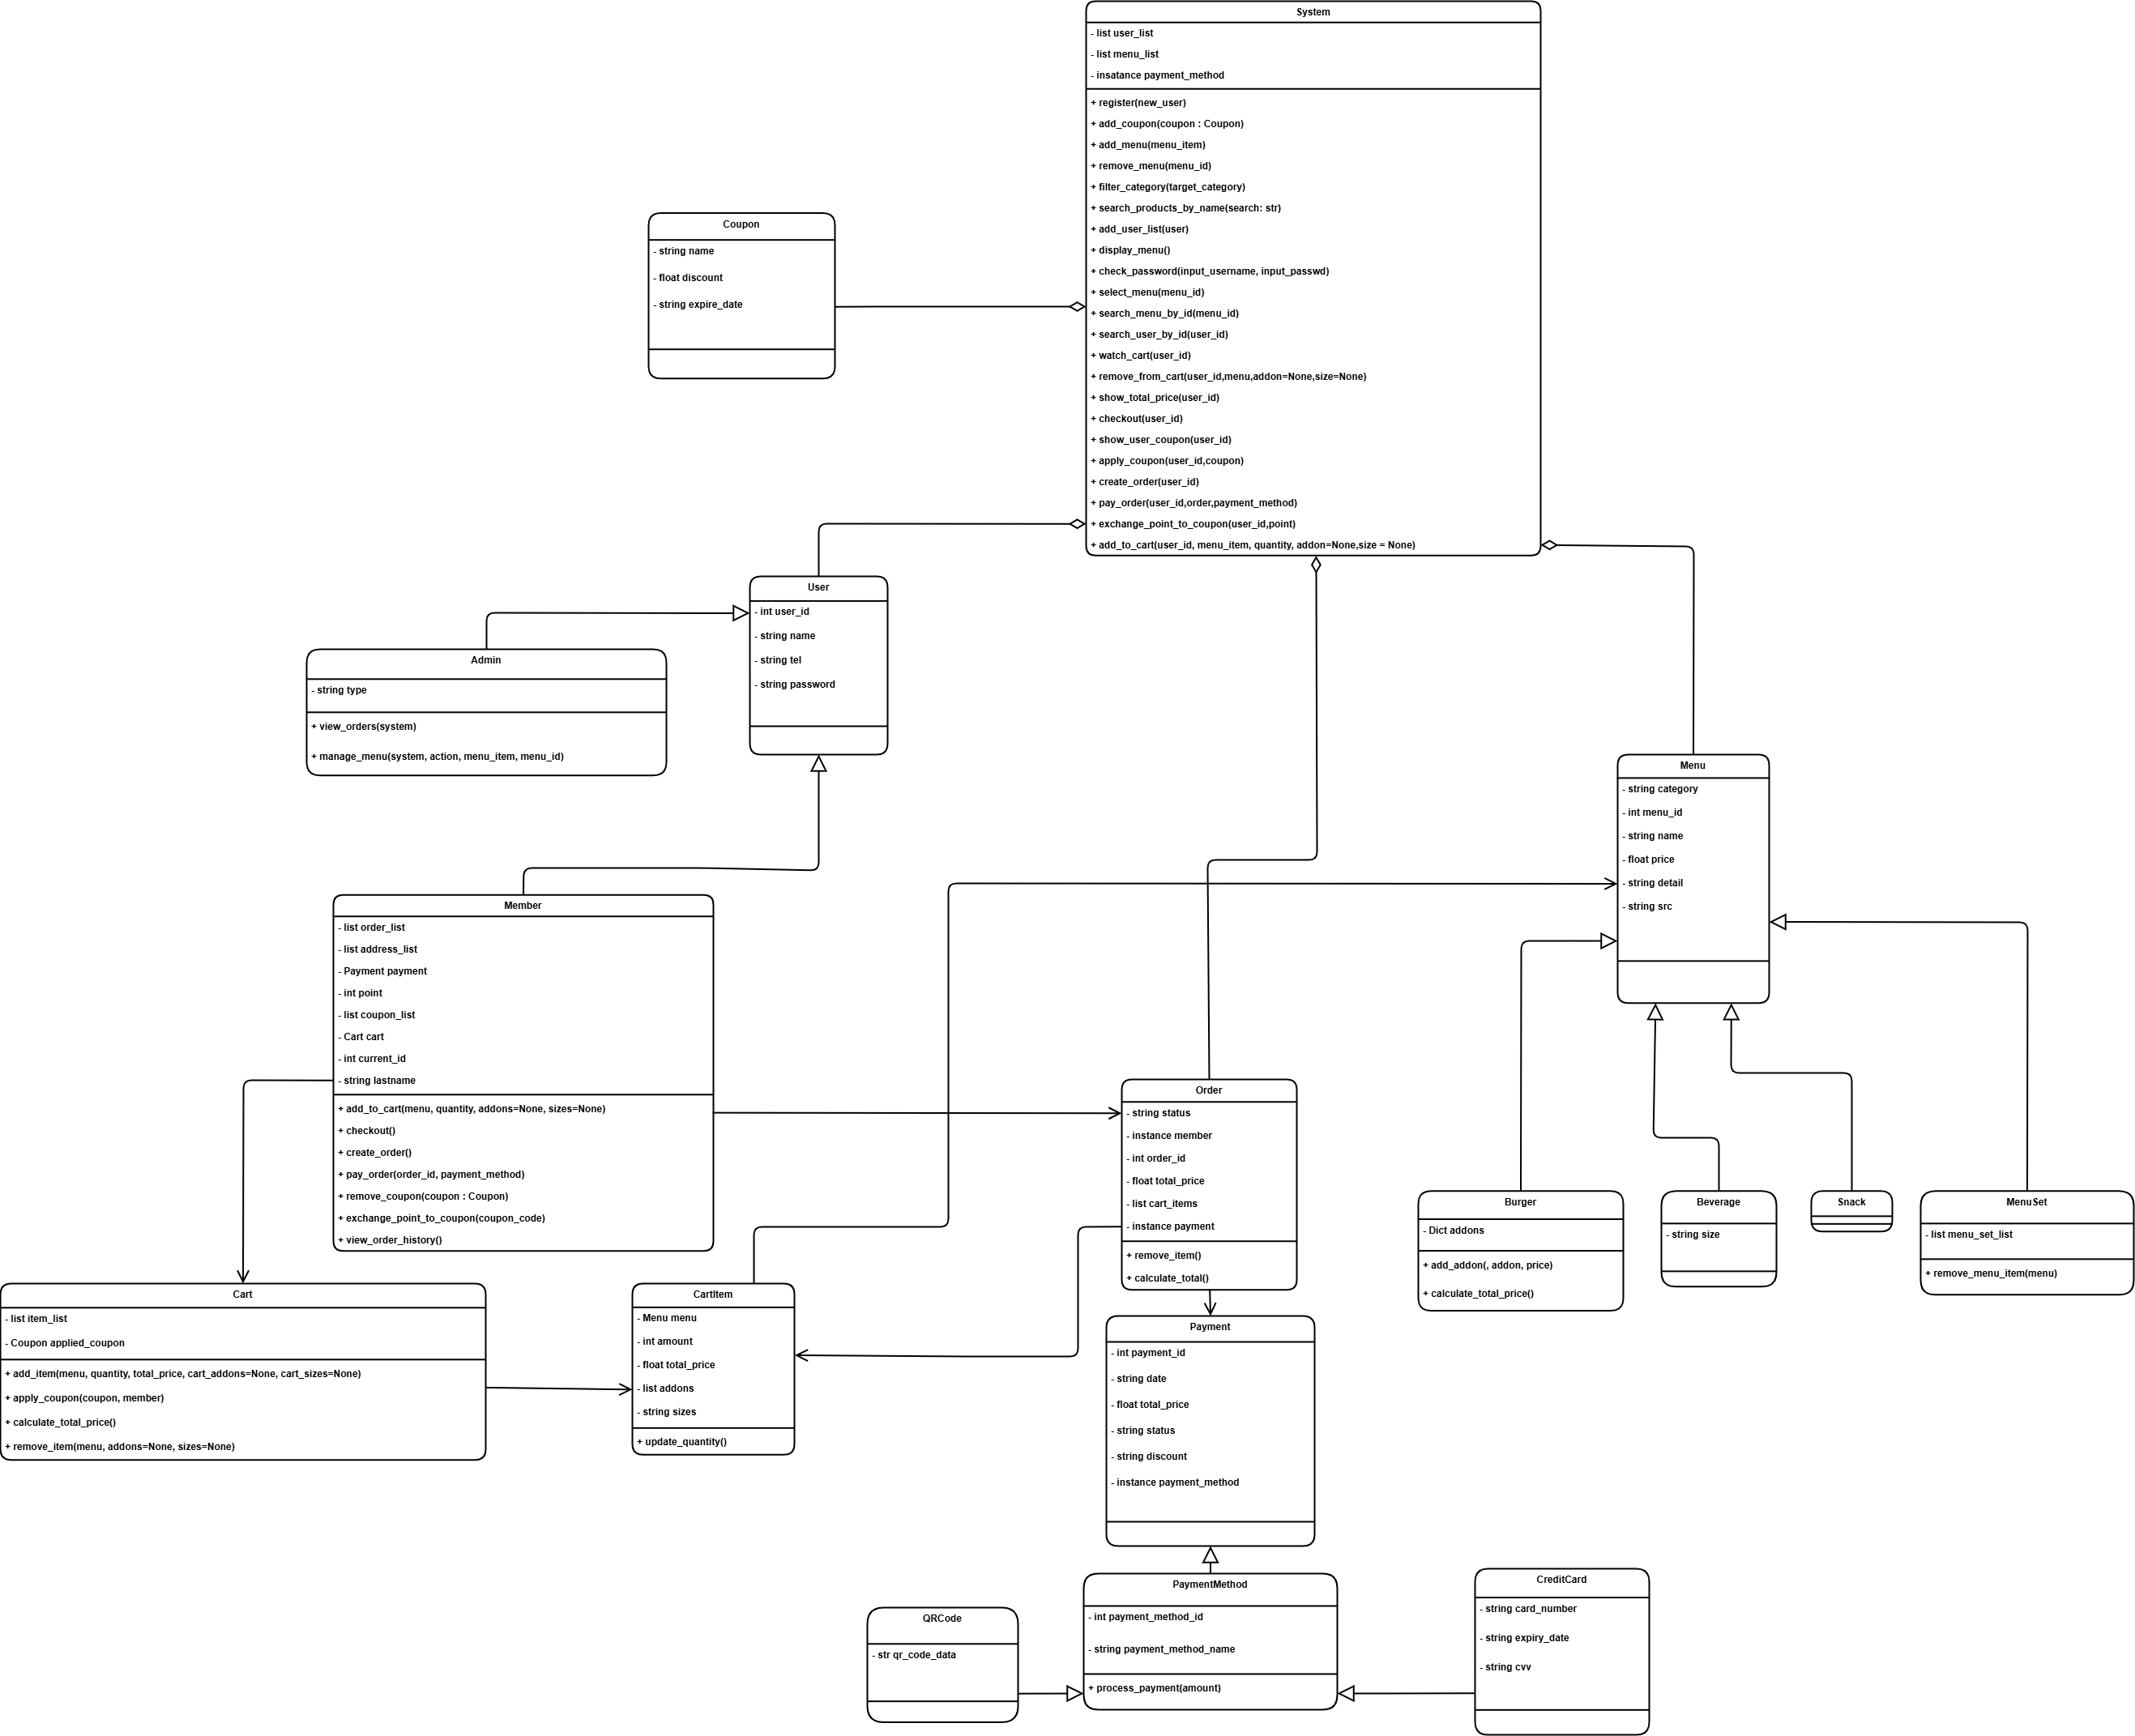 System
- list user_list
- list menu_list
- insatance payment_method
+ register(new_user)
+ add_coupon(coupon : Coupon)
+ add_menu(menu_item)
+ remove_menu(menu_id)
+ filter_category(target_category)
+ search_products_by_name(search: str)
+ add_user_list(user)
+ display_menu()
+ check_password(input_username, input_passwd)
+ select_menu(menu_id)
+ search_menu_by_id(menu_id)
+ search_user_by_id(user_id)
+ watch_cart(user_id)
+ remove_from_cart(user_id,menu,addon=None,size=None)
+ show_total_price(user_id)
+ checkout(user_id)
+ show_user_coupon(user_id)
+ apply_coupon(user_id,coupon)
+ create_order(user_id)
+ pay_order(user_id,order,payment_method)
+ exchange_point_to_coupon(user_id,point)
+ add_to_cart(user_id, menu_item, quantity, addon=None,size = None)
Coupon
- string name
- float discount
- string expire_date
User
- int user_id
- string name
- string tel
- string password
Admin
- string type
+ view_orders(system)
+ manage_menu(system, action, menu_item, menu_id)
Menu
- string category
- int menu_id
- string name
- float price
- string detail
- string src
Member
- list order_list
- list address_list
- Payment payment
- int point
- list coupon_list
- Cart cart
- int current_id
- string lastname
+ add_to_cart(menu, quantity, addons=None, sizes=None)
+ checkout()
+ create_order()
+ pay_order(order_id, payment_method)
+ remove_coupon(coupon : Coupon)
+ exchange_point_to_coupon(coupon_code)
+ view_order_history()
Order
- string status
- instance member
- int order_id
- float total_price
- list cart_items
- instance payment
+ remove_item()
+ calculate_total()
Burger
- Dict addons
+ add_addon(, addon, price)
+ calculate_total_price()
Beverage
- string size
Snack
MenuSet
- list menu_set_list
+ remove_menu_item(menu)
Cart
- list item_list
- Coupon applied_coupon
+ add_item(menu, quantity, total_price, cart_addons=None, cart_sizes=None)
+ apply_coupon(coupon, member)
+ calculate_total_price()
+ remove_item(menu, addons=None, sizes=None)
CartItem
- Menu menu
- int amount
- float total_price
- list addons
- string sizes
+ update_quantity()
Payment
- int payment_id
- string date
- float total_price
- string status
- string discount
- instance payment_method
PaymentMethod
- int payment_method_id
- string payment_method_name
+ process_payment(amount)
QRCode
- str qr_code_data
CreditCard
- string card_number
- string expiry_date
- string cvv